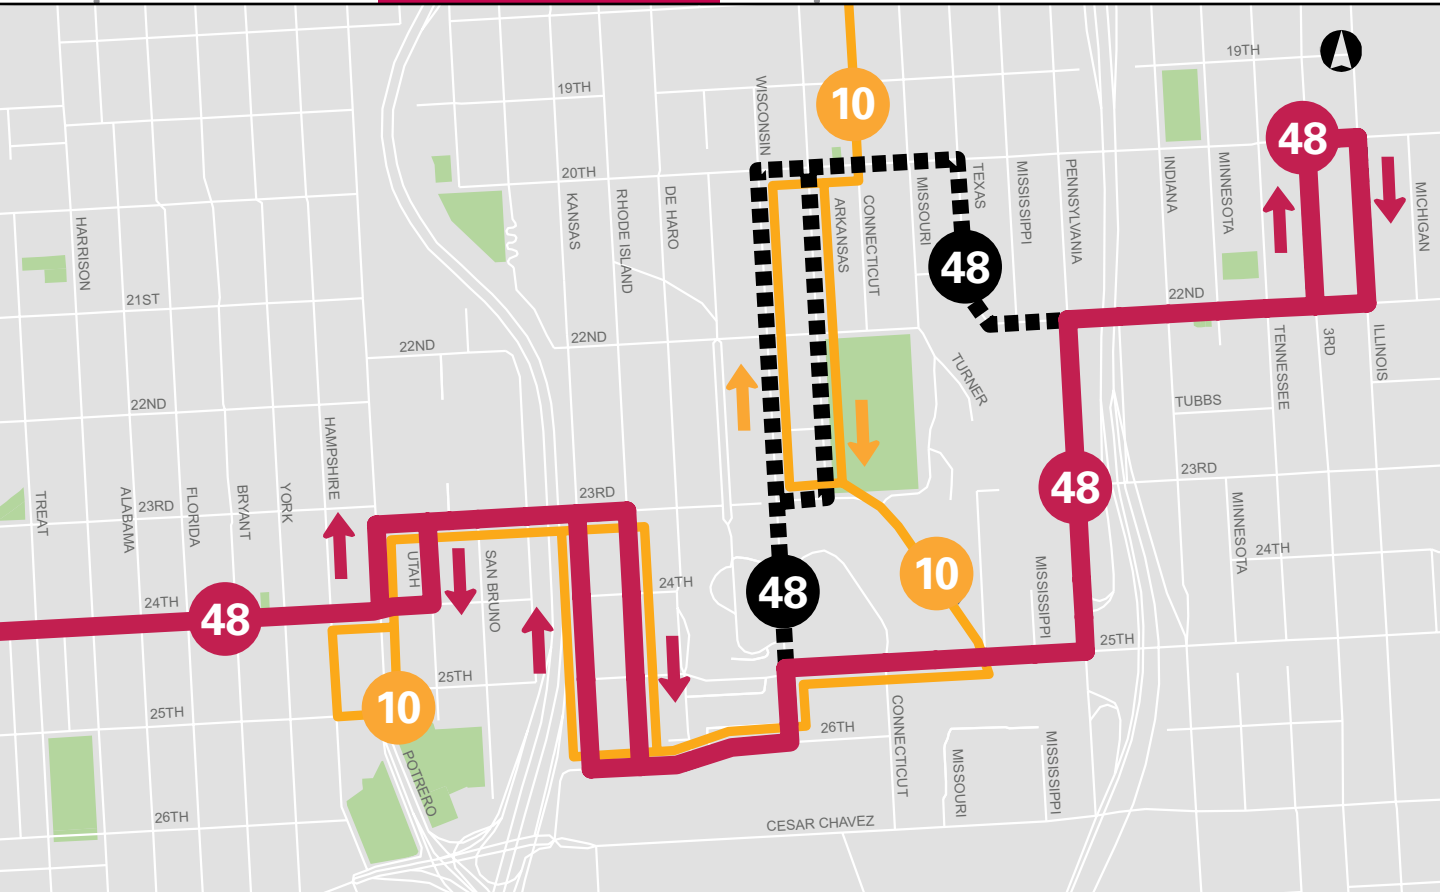 19TH
WISCONSIN
19TH
10
48
20TH
KANSAS
RHODE ISLAND
DE HARO
ARKANSAS
CONNECTICUT
MISSOURI
TEXAS
MISSISSIPPI
PENNSYLVANIA
INDIANA
MINNESOTA
MICHIGAN
HARRISON
48
21ST
22ND
22ND
22ND
TENNESSEE
3RD
ILLINOIS
TURNER
22ND
TUBBS
HAMPSHIRE
23RD
48
TREAT
ALABAMA
23RD
FLORIDA
BRYANT
YORK
23RD
MINNESOTA
UTAH
SAN BRUNO
24TH
24TH
10
MISSISSIPPI
24TH
48
48
25TH
25TH
25TH
10
26TH
CONNECTICUT
POTRERO
MISSOURI
MISSISSIPPI
26TH
CESAR CHAVEZ